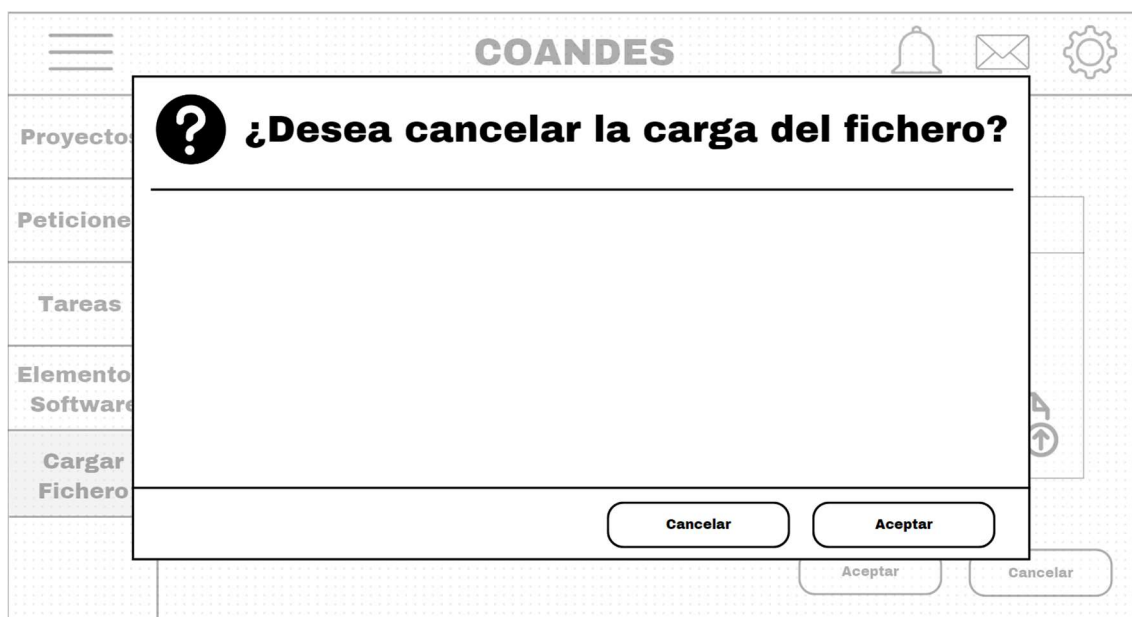 COANDES
Proyectos
¿Desea cancelar la carga del fichero?
Peticione
Tareas
Elemento
Software
Cargar
Fichero
Cancelar
Aceptar
Aceptar
Cancelar